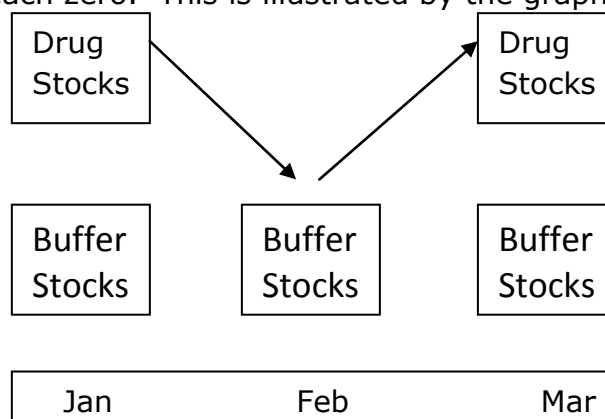 each zero. This is illustrated by the graph
Drug
Stocks
Drug
Stocks
Buffer
Stocks
Buffer
Stocks
Buffer
Stocks
Jan Feb Mar